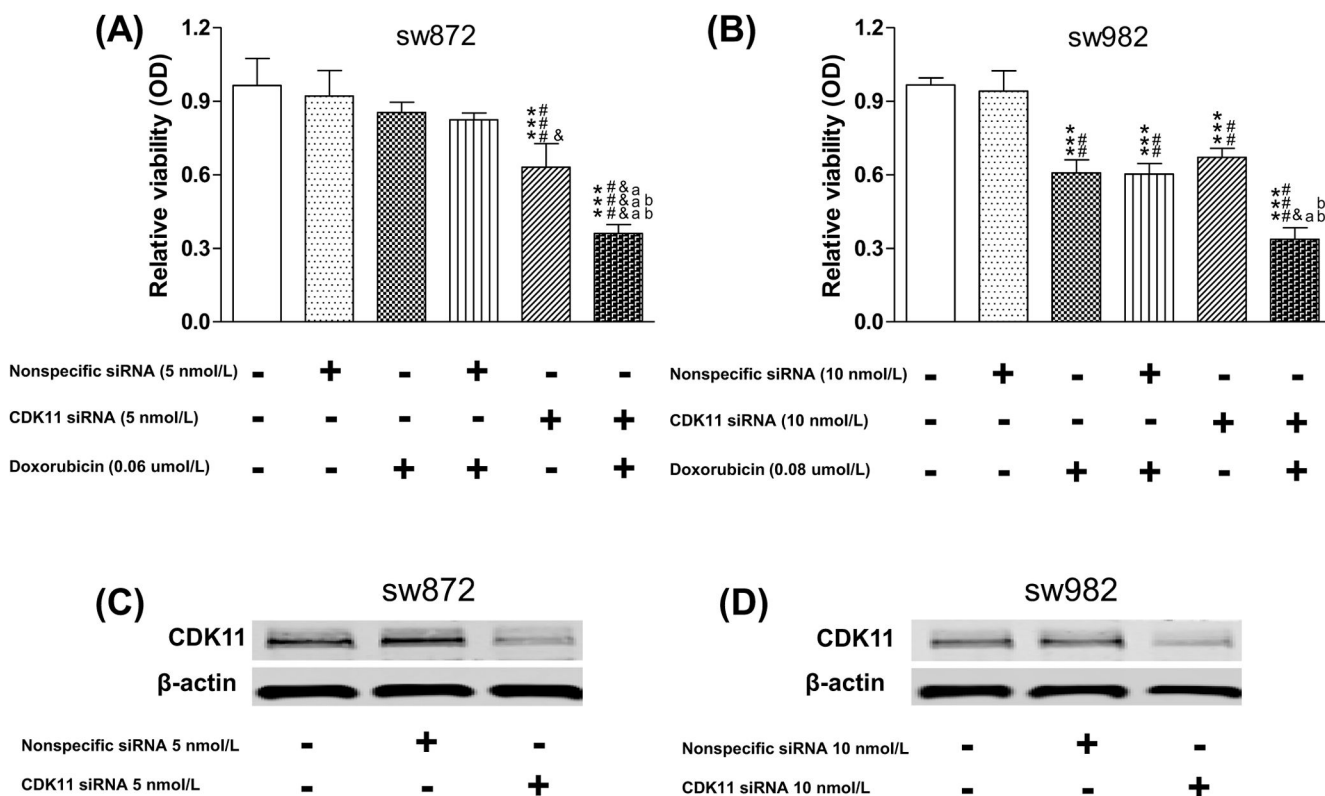 (A)
sw872
Relative viability (OD)
1.2
0.9
0.6
0.3
0.0
*#
*#
*# &
*#&a
*#&a b
*#&a b
Nonspecific siRNA (5 nmol/L) - + - + - -
CDK11 siRNA (5 nmol/L) - - - - + +
Doxorubicin (0.06 umol/L) - - + + - +
(B)
sw982
Relative viability (OD)
1.2
0.9
0.6
0.3
0.0
*
*#
*#
*
*#
*#
*
*#
*#
*#
*# b
*#&a b
Nonspecific siRNA (10 nmol/L) - + - + - -
CDK11 siRNA (10 nmol/L) - - - - + +
Doxorubicin (0.08 umol/L) - - + + - +
(C)
sw872
CDK11
β-actin
Nonspecific siRNA 5 nmol/L - + -
CDK11 siRNA 5 nmol/L - - +
(D)
sw982
CDK11
β-actin
Nonspecific siRNA 10 nmol/L - + -
CDK11 siRNA 10 nmol/L - - +